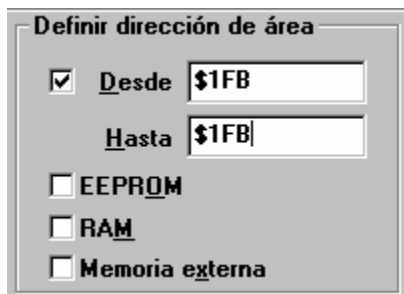 Definir dirección de área
Desde $1FB
Hasta $1FB
EEPROM
RAM
Memoria externa